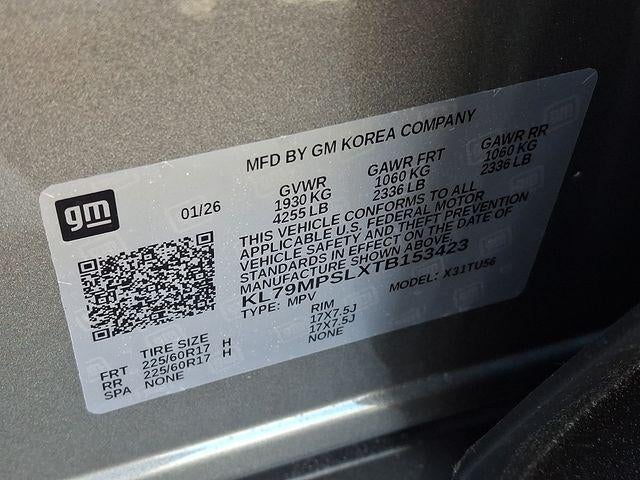 MFD BY GM KOREA COMPANY
gm
01/26
GVWR GAWR FRT GAWR RR
1930 KG 1060 KG 1060 KG
4255 LB 2336 LB 2336 LB
THIS VEHICLE CONFORMS TO ALL
APPLICABLE U.S. FEDERAL MOTOR
VEHICLE SAFETY AND THEFT PREVENTION
STANDARDS IN EFFECT ON THE DATE OF
MANUFACTURE SHOWN ABOVE.
KL79MPSLXTB153423
TYPE: MPV MODEL: X31TU56
TIRE SIZE RIM
FRT 225/60R17 H 17X7.5J
RR 225/60R17 H 17X7.5J
SPA NONE NONE